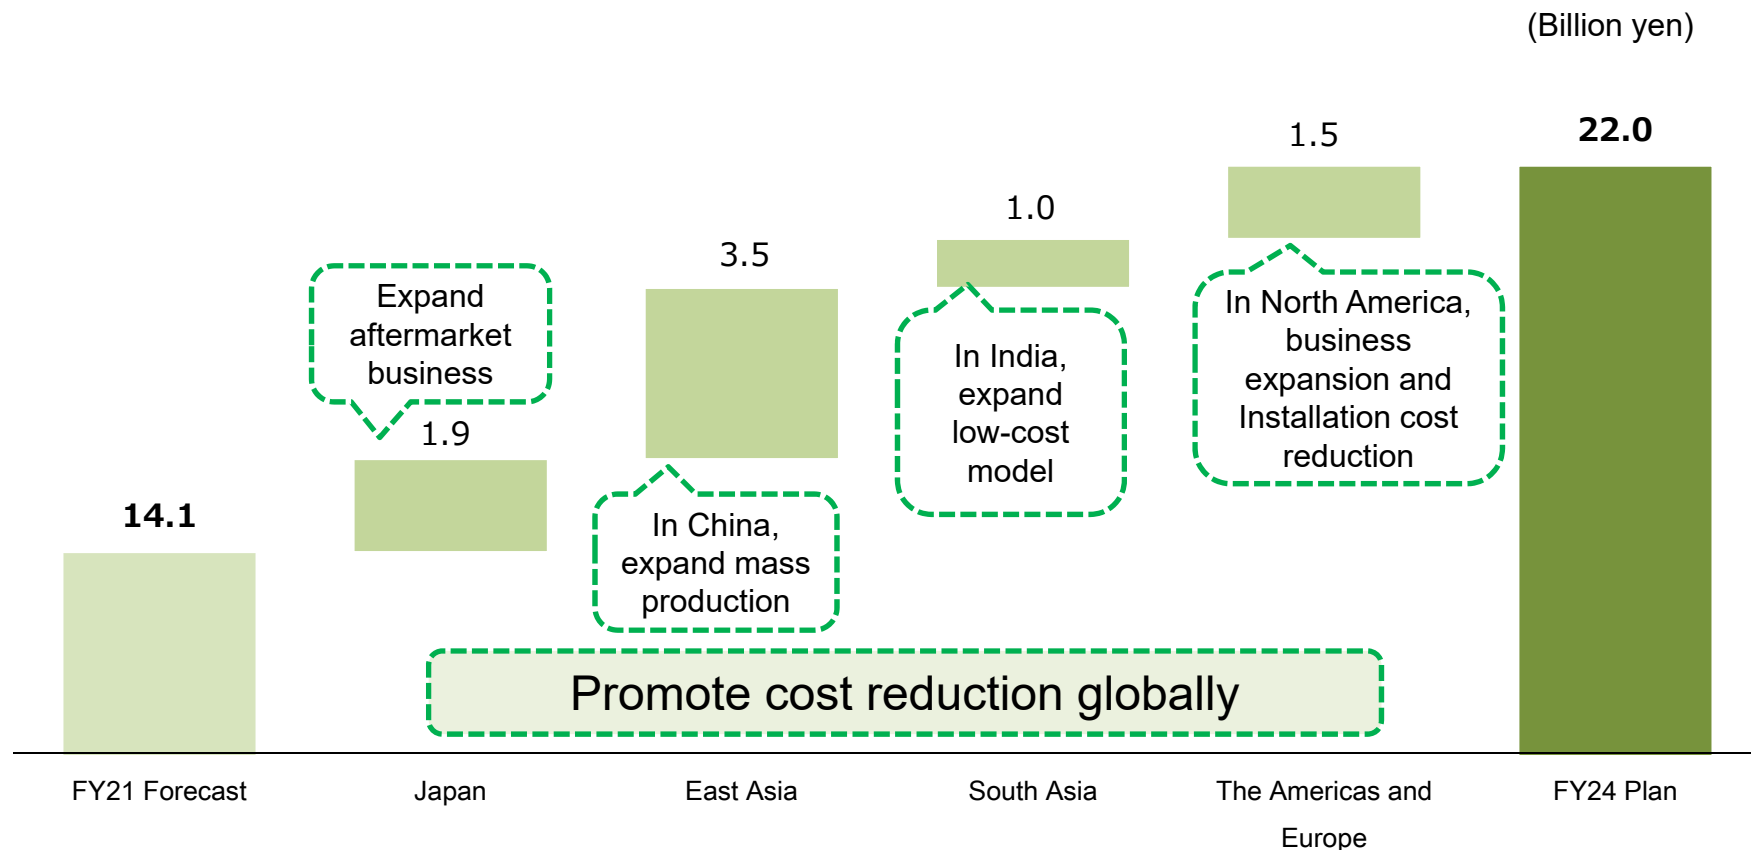 (Billion yen)
14.1
Expand
aftermarket
business
1.9
3.5
In China,
expand mass
production
1.0
In India,
expand
low-cost
model
1.5
In North America,
business
expansion and
Installation cost
reduction
22.0
Promote cost reduction globally
FY21 Forecast
Japan
East Asia
South Asia
The Americas and
Europe
FY24 Plan